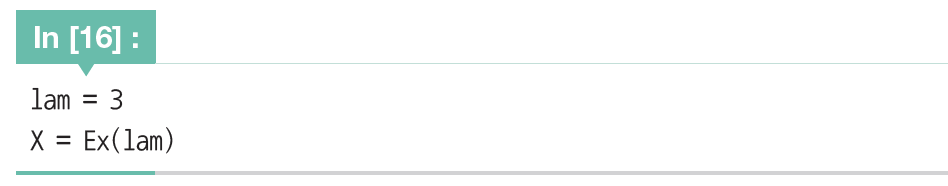 In [16] :
lam = 3
X = Ex(lam)